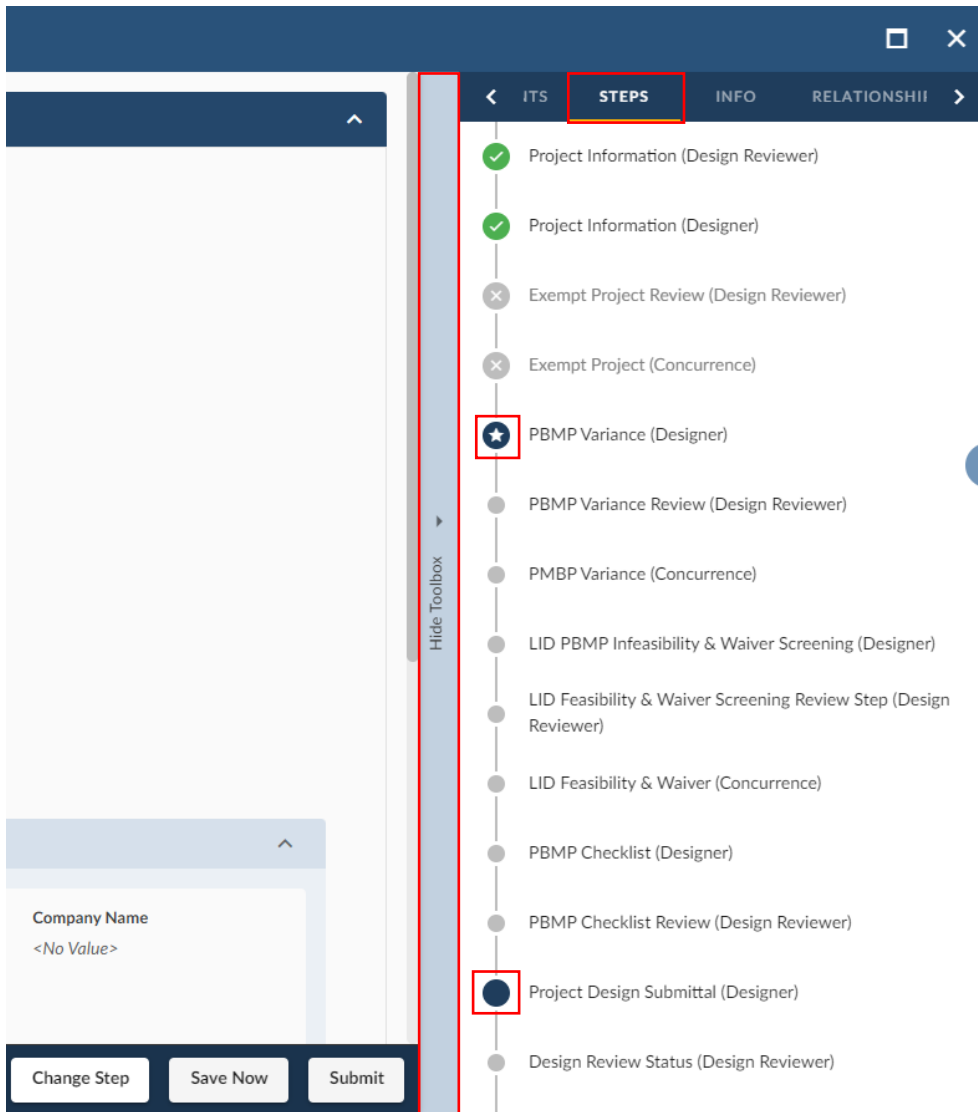 ITS STEPS INFO RELATIONSHII
Project Information (Design Reviewer)
Project Information (Designer)
Exempt Project Review (Design Reviewer)
Exempt Project (Concurrence)
PBMP Variance (Designer)
PBMP Variance Review (Design Reviewer)
PMBP Variance (Concurrence)
LID PBMP Infeasibility & Waiver Screening (Designer)
LID Feasibility & Waiver Screening Review Step (Design
Reviewer)
LID Feasibility & Waiver (Concurrence)
PBMP Checklist (Designer)
PBMP Checklist Review (Design Reviewer)
Project Design Submittal (Designer)
Design Review Status (Design Reviewer)
Hide Toolbox
Company Name
<No Value>
Change Step Save Now Submit